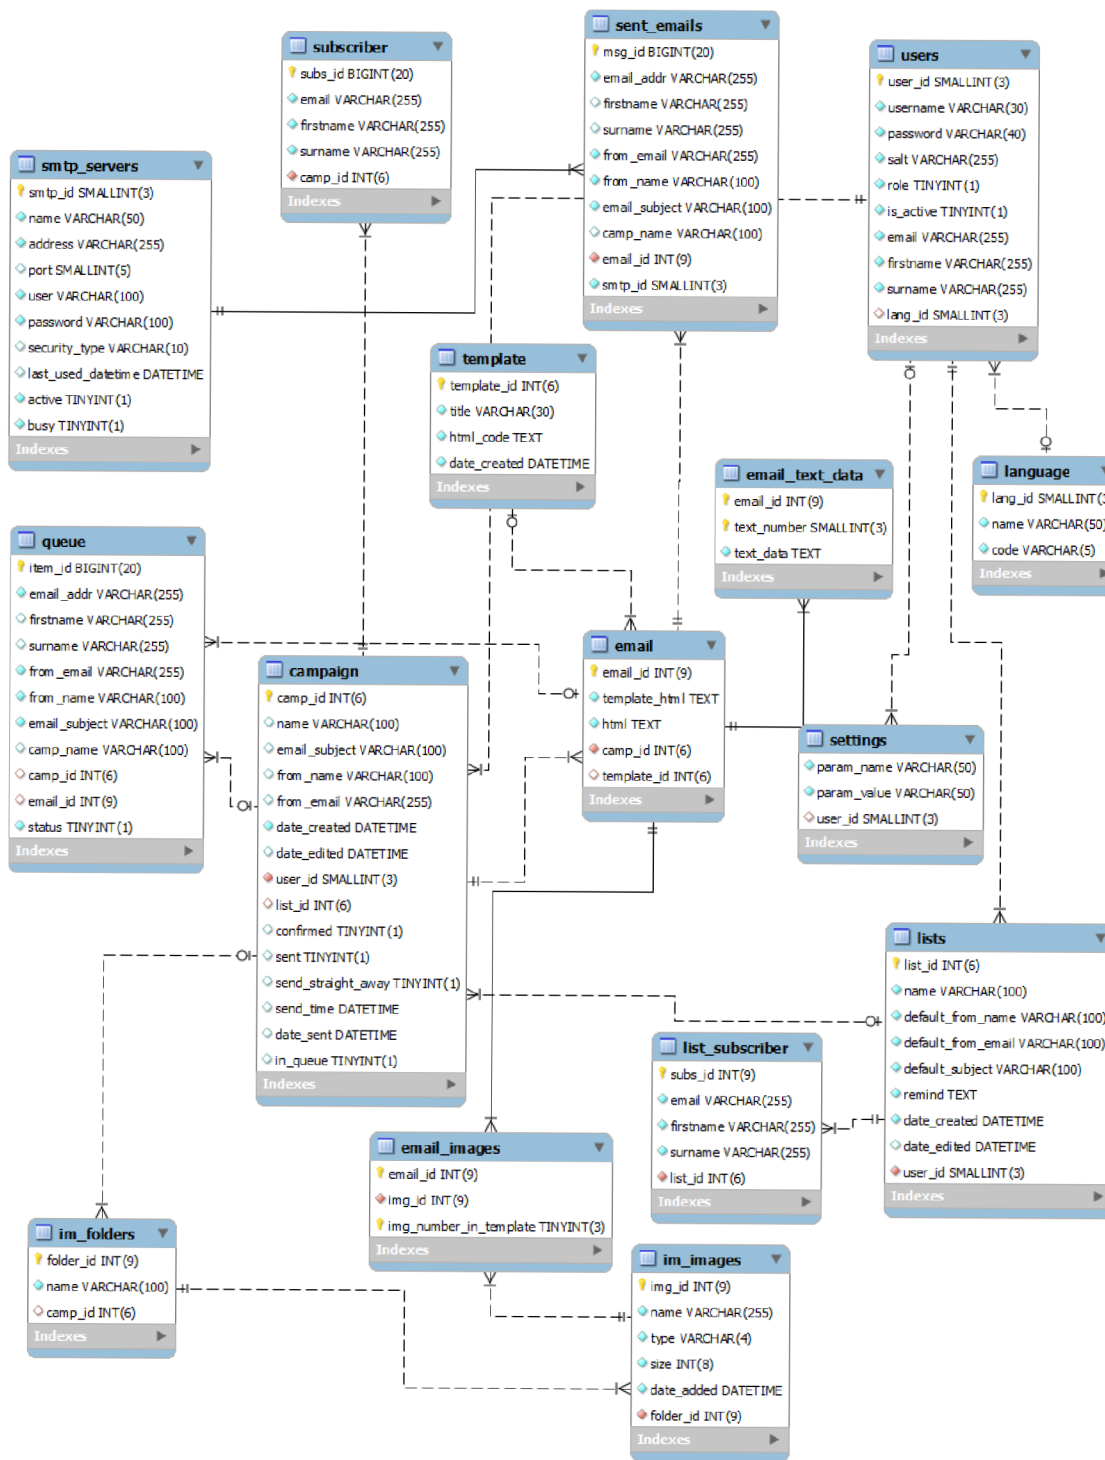 subscriber
subs_id BIGINT(20)
email VARCHAR(255)
firstname VARCHAR(255)
surname VARCHAR(255)
camp_id INT(6)
Indexes
sent_emails
msg_id BIGINT(20)
email_addr VARCHAR(255)
firstname VARCHAR(255)
surname VARCHAR(255)
from_email VARCHAR(255)
from_name VARCHAR(100)
email_subject VARCHAR(100)
camp_name VARCHAR(100)
email_id INT(9)
smtp_id SMALLINT(3)
Indexes
users
user_id SMALLINT(3)
username VARCHAR(30)
password VARCHAR(40)
salt VARCHAR(255)
role TINYINT(1)
is_active TINYINT(1)
email VARCHAR(255)
firstname VARCHAR(255)
surname VARCHAR(255)
lang_id SMALLINT(3)
Indexes
smtp_servers
smtp_id SMALLINT(3)
name VARCHAR(50)
address VARCHAR(255)
port SMALLINT(5)
user VARCHAR(100)
password VARCHAR(100)
security_type VARCHAR(10)
last_used_datetime DATETIME
active TINYINT(1)
busy TINYINT(1)
Indexes
template
template_id INT(6)
title VARCHAR(30)
html_code TEXT
date_created DATETIME
Indexes
email_text_data
email_id INT(9)
text_number SMALLINT(3)
text_data TEXT
Indexes
language
lang_id SMALLINT(3
name VARCHAR(50)
code VARCHAR(5)
Indexes
queue
item_id BIGINT(20)
email_addr VARCHAR(255)
firstname VARCHAR(255)
surname VARCHAR(255)
from_email VARCHAR(255)
from_name VARCHAR(100)
email_subject VARCHAR(100)
camp_name VARCHAR(100)
camp_id INT(6)
email_id INT(9)
status TINYINT(1)
Indexes
campaign
camp_id INT(6)
name VARCHAR(100)
email_subject VARCHAR(100)
from_name VARCHAR(100)
from_email VARCHAR(255)
date_created DATETIME
date_edited DATETIME
user_id SMALLINT(3)
list_id INT(6)
confirmed TINYINT(1)
sent TINYINT(1)
send_straight_away TINYINT(1)
send_time DATETIME
date_sent DATETIME
in_queue TINYINT(1)
Indexes
email
email_id INT(9)
template_html TEXT
html TEXT
camp_id INT(6)
template_id INT(6)
Indexes
settings
param_name VARCHAR(50)
param_value VARCHAR(50)
user_id SMALLINT(3)
Indexes
lists
list_id INT(6)
name VARCHAR(100)
default_from_name VARCHAR(100)
default_from_email VARCHAR(100)
default_subject VARCHAR(100)
remind TEXT
date_created DATETIME
date_edited DATETIME
user_id SMALLINT(3)
Indexes
list_subscriber
subs_id INT(9)
email VARCHAR(255)
firstname VARCHAR(255)
surname VARCHAR(255)
list_id INT(6)
Indexes
email_images
email_id INT(9)
img_id INT(9)
img_number_in_template TINYINT(3)
Indexes
im_folders
folder_id INT(9)
name VARCHAR(100)
camp_id INT(6)
Indexes
im_images
img_id INT(9)
name VARCHAR(255)
type VARCHAR(4)
size INT(8)
date_added DATETIME
folder_id INT(9)
Indexes